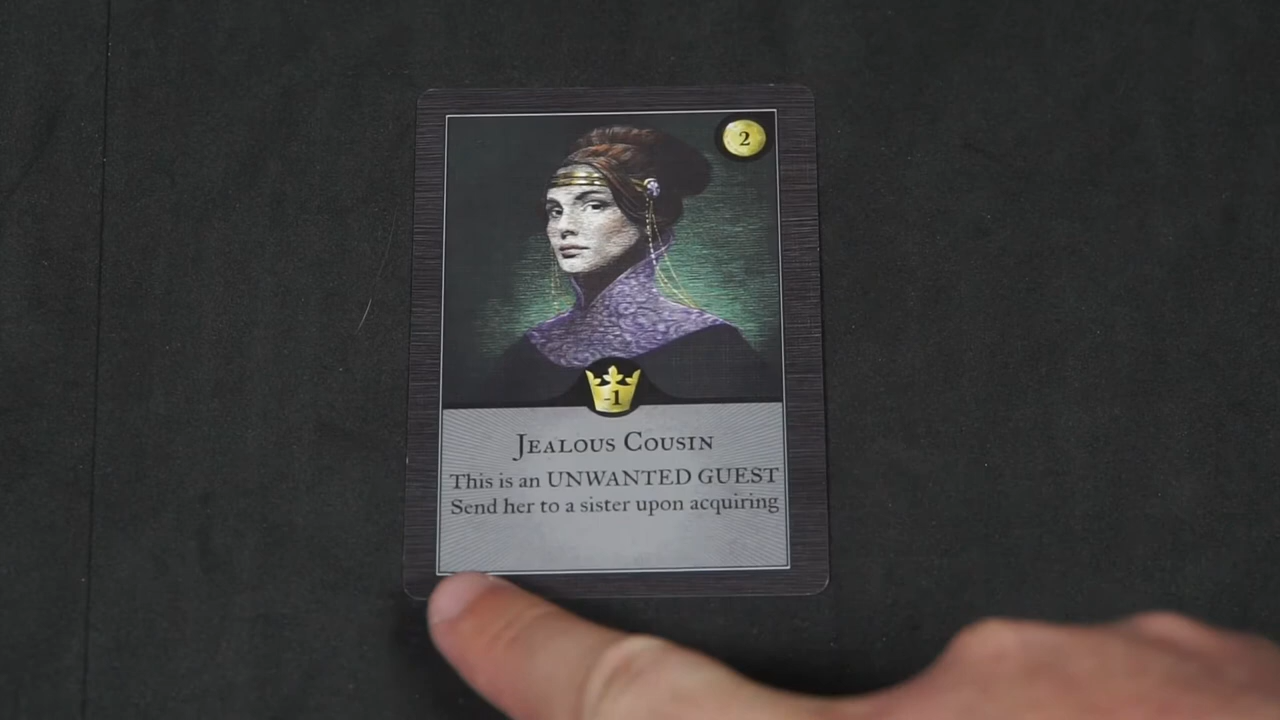 2
-1
Jealous Cousin
This is an UNWANTED GUEST
Send her to a sister upon acquiring